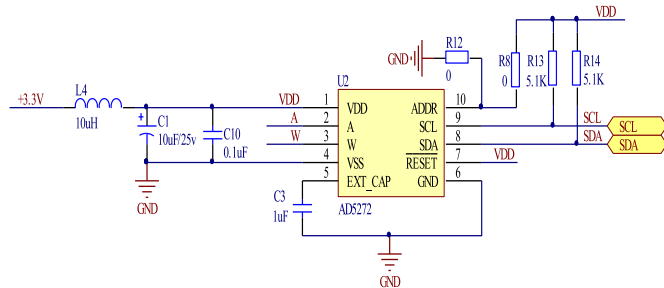 VDD
R12
GND
0
R8
0
R13
5.1K
R14
5.1K
U2
L4
+3.3V
10uH
VDD
1
VDD
ADDR
10
C1
10uF/25v
C10
0.1uF
A
2
A
SCL
9
SCL
SCL
W
3
W
SDA
8
SDA
SDA
4
VSS
RESET
7
VDD
5
EXT_CAP
GND
6
C3
1uF
AD5272
GND
GND